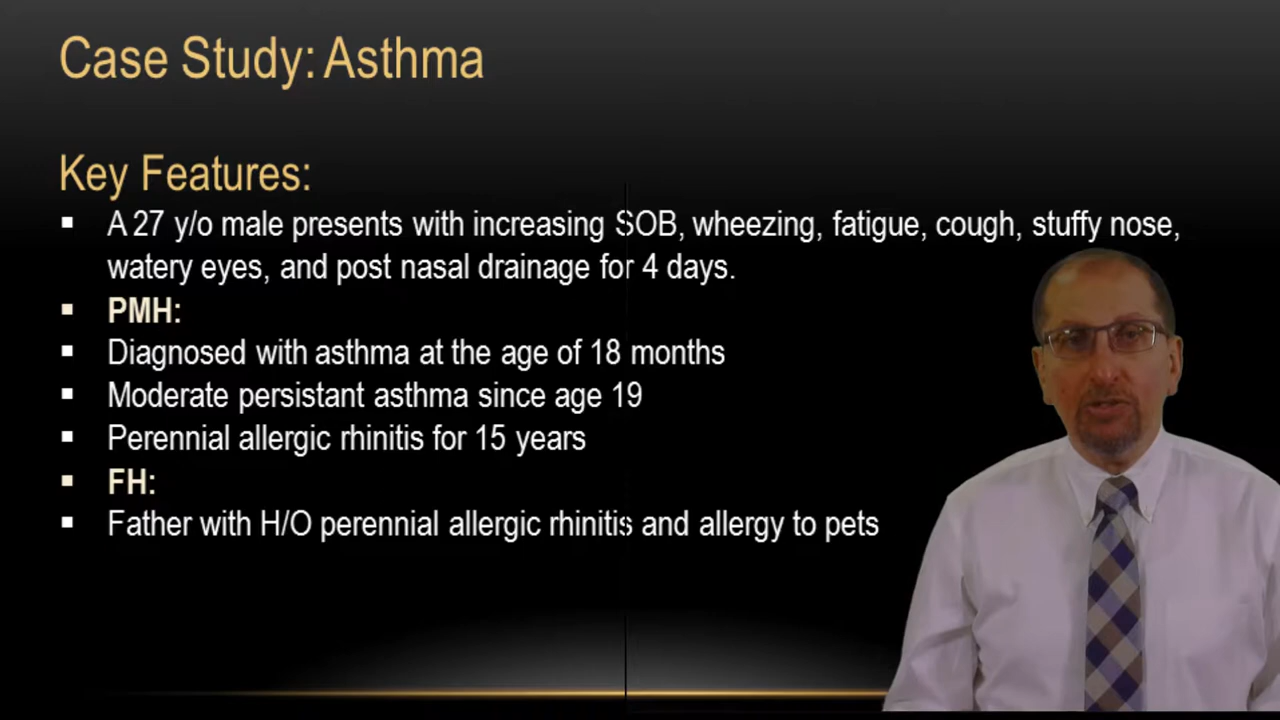 Case Study: Asthma
Key Features:
▪ A 27 y/o male presents with increasing SOB, wheezing, fatigue, cough, stuffy nose,
watery eyes, and post nasal drainage for 4 days.
▪ PMH:
▪ Diagnosed with asthma at the age of 18 months
▪ Moderate persistant asthma since age 19
▪ Perennial allergic rhinitis for 15 years
▪ FH:
▪ Father with H/O perennial allergic rhinitis and allergy to pets